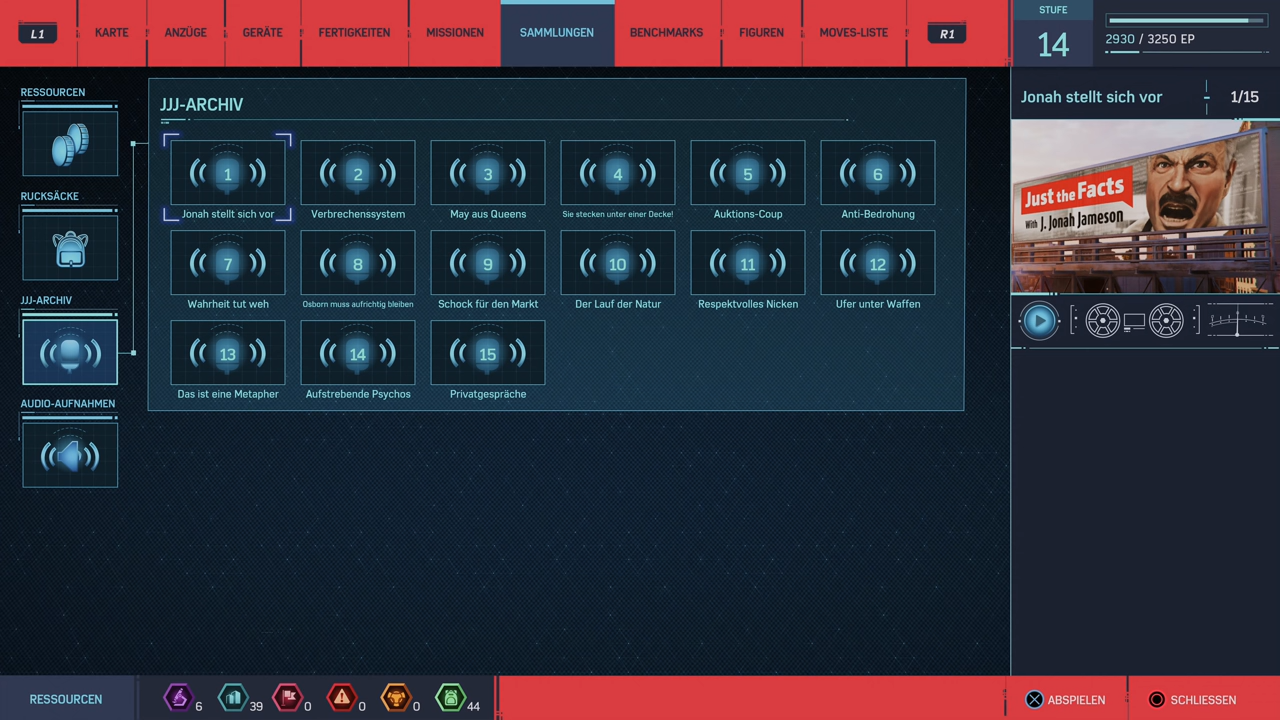 L1
KARTE
ANZÜGE
GERÄTE
FERTIGKEITEN
MISSIONEN
SAMMLUNGEN
BENCHMARKS
FIGUREN
MOVES-LISTE
R1
STUFE
14
2930 / 3250 EP
RESSOURCEN
RUCKSÄCKE
JJJ-ARCHIV
AUDIO-AUFNAHMEN
JJJ-ARCHIV
1
Jonah stellt sich vor
2
Verbrechenssystem
3
May aus Queens
4
Sie stecken unter einer Decke!
5
Auktions-Coup
6
Anti-Bedrohung
7
Wahrheit tut weh
8
Osborn muss aufrichtig bleiben
9
Schock für den Markt
10
Der Lauf der Natur
11
Respektvolles Nicken
12
Ufer unter Waffen
13
Das ist eine Metapher
14
Aufstrebende Psychos
15
Privatgespräche
Jonah stellt sich vor
1/15
Just the Facts
With J. Jonah Jameson
RESSOURCEN
6
39
0
0
0
44
ABSPIELEN
SCHLIESSEN